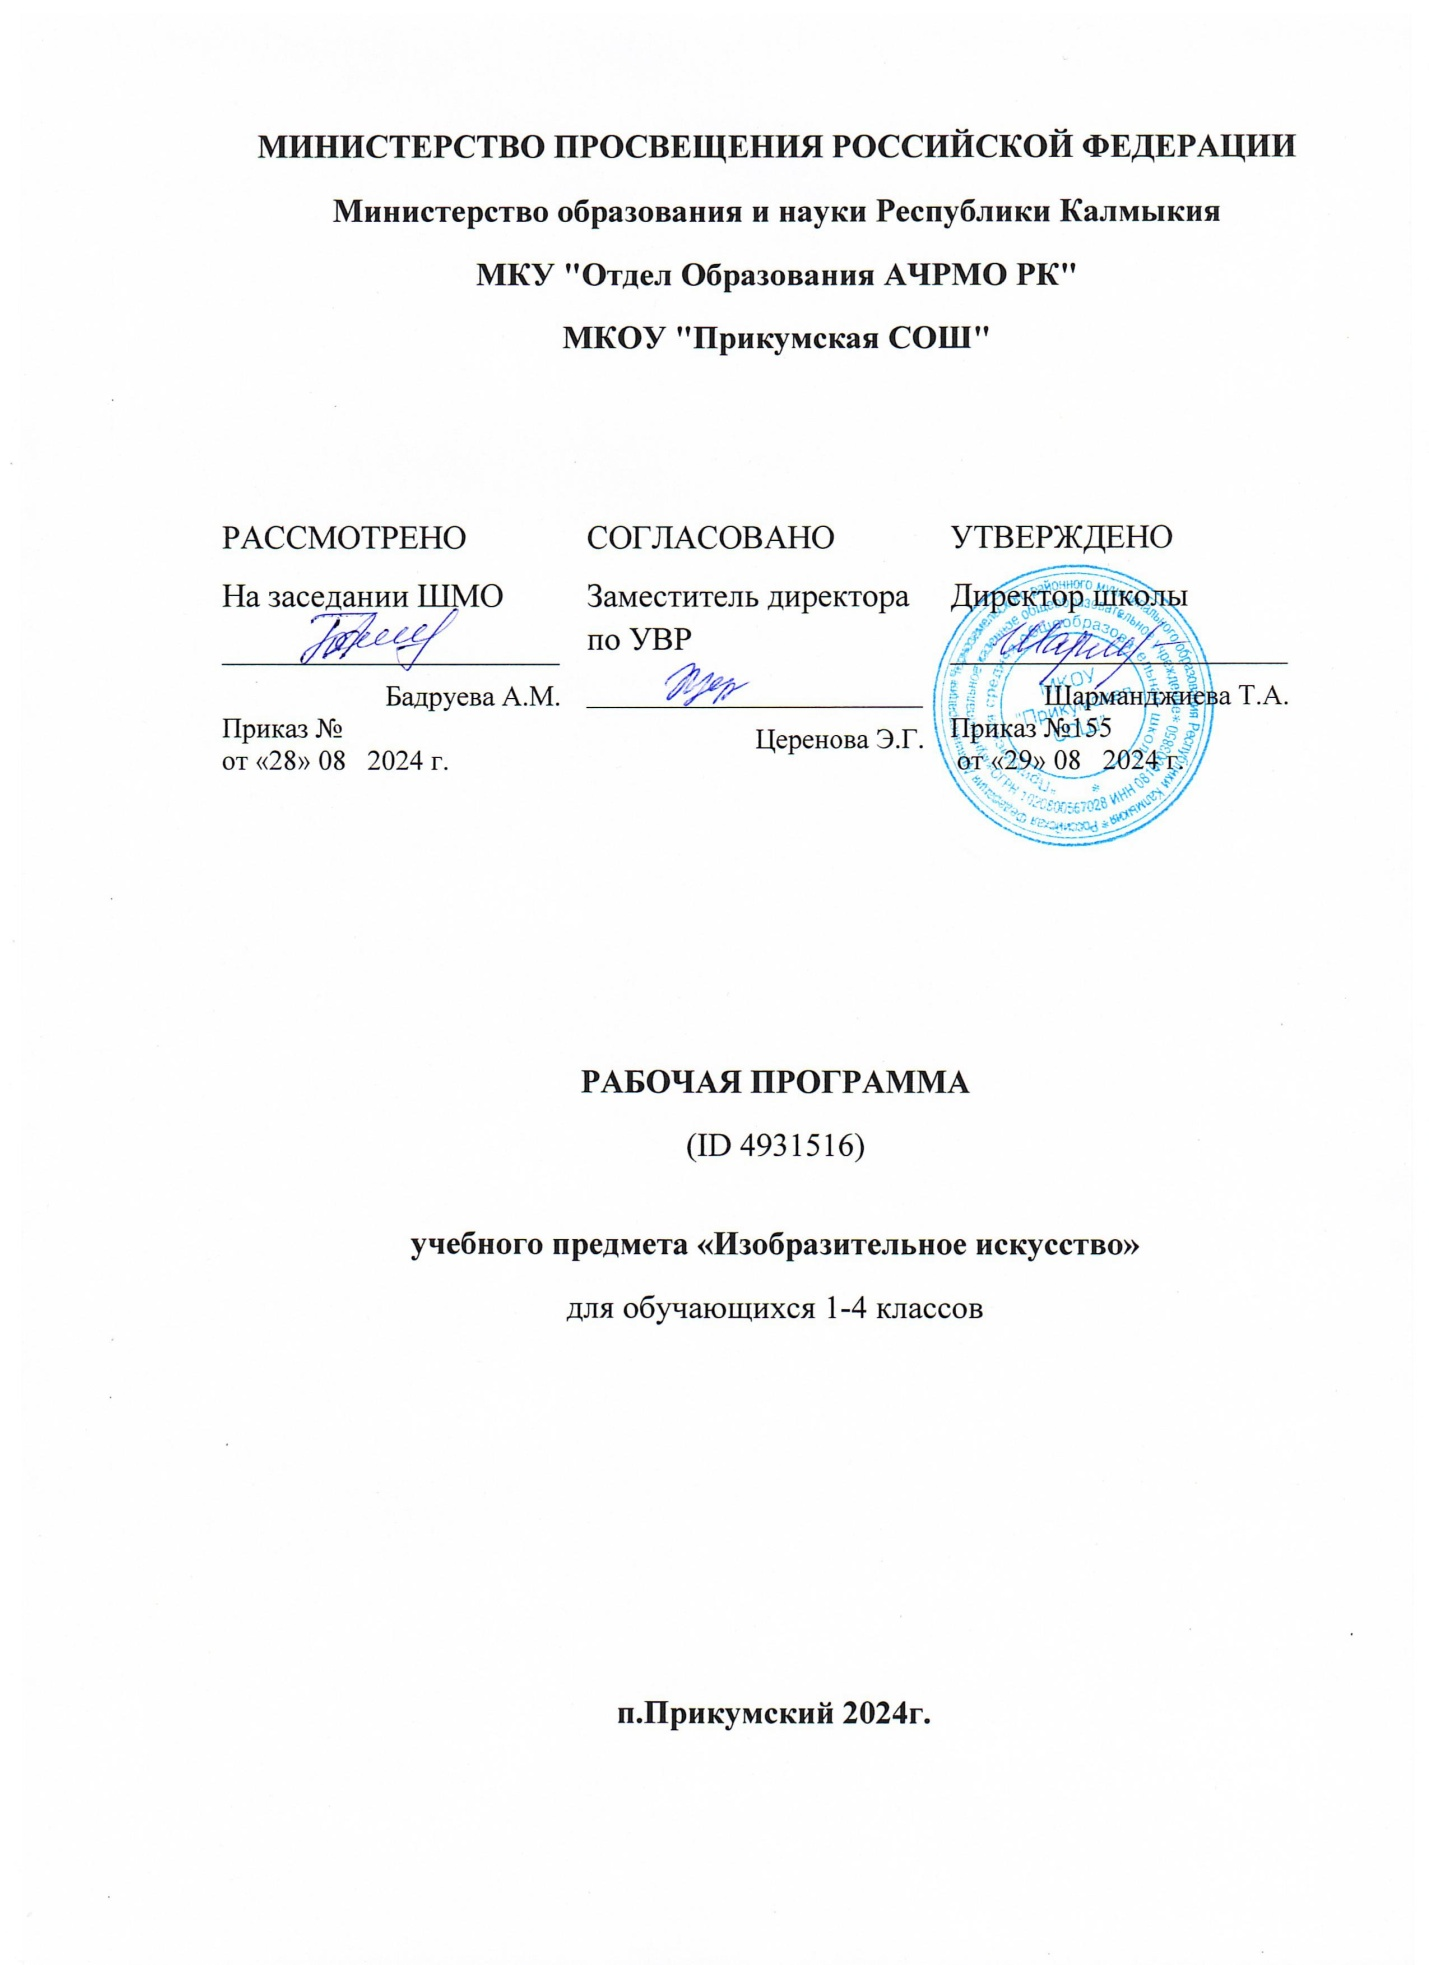 МИНИСТЕРСТВО ПРОСВЕЩЕНИЯ РОССИЙСКОЙ ФЕДЕРАЦИИ
Министерство образования и науки Республики Калмыкия
МКУ "Отдел Образования АЧРМО РК"
МКОУ "Прикумская СОШ"
РАССМОТРЕНО
На заседании ШМО
Бадруева А.М.
Приказ №
от «28» 08 2024 г.
СОГЛАСОВАНО
Заместитель директора
по УВР
Церенова Э.Г.
УТВЕРЖДЕНО
Директор школы
Шарманджиева Т.А.
Приказ №155
от «29» 08 2024 г.
МКОУ
"Прикумская
СОШ"
РАБОЧАЯ ПРОГРАММА
(ID 4931516)
учебного предмета «Изобразительное искусство»
для обучающихся 1-4 классов
п.Прикумский 2024г.